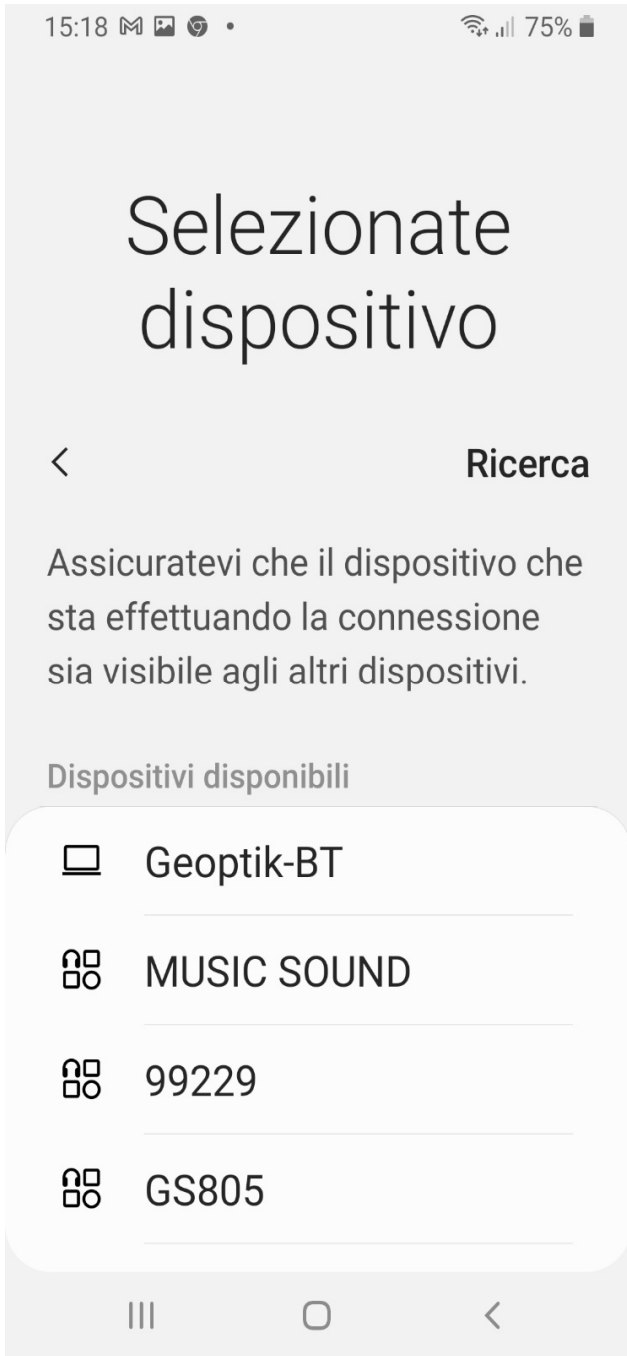 15:18 75%
Selezionate
dispositivo
Ricerca
Assicuratevi che il dispositivo che
sta effettuando la connessione
sia visibile agli altri dispositivi.
Dispositivi disponibili
Geoptik-BT
MUSIC SOUND
99229
GS805